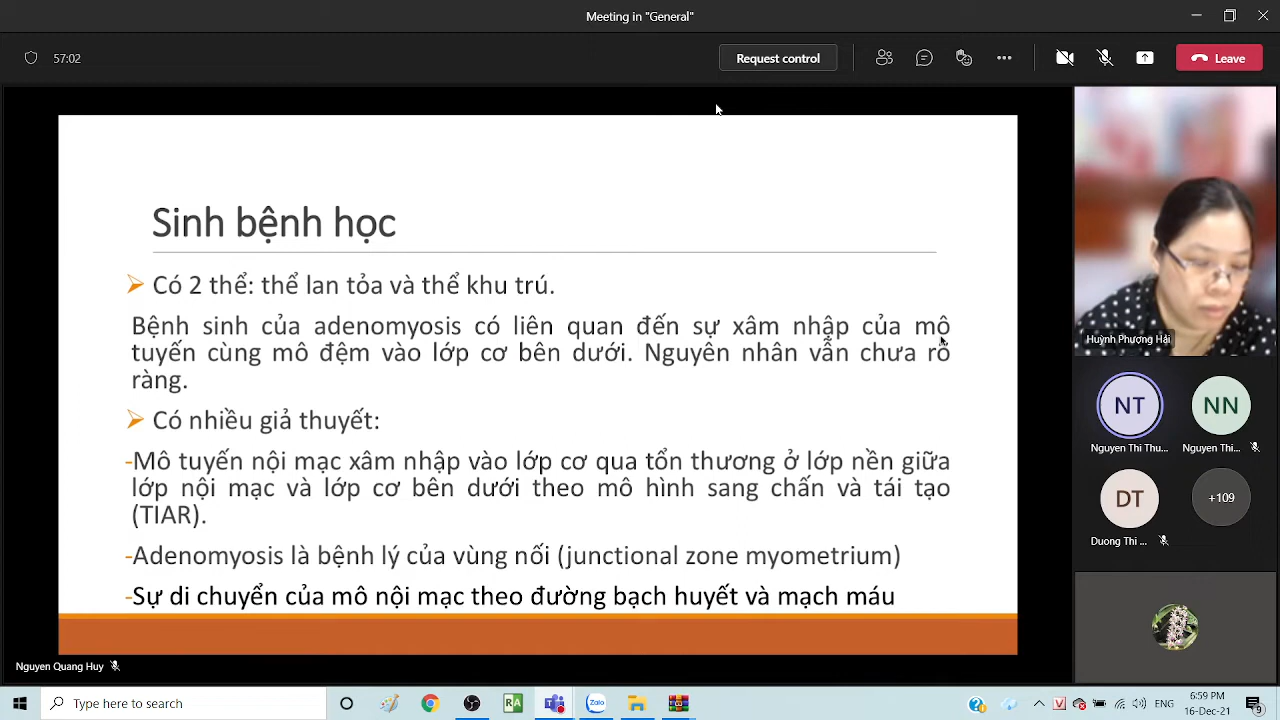 Meeting in "General"
57:02
Request control
Leave
Sinh bệnh học
Có 2 thể: thể lan tỏa và thể khu trú.
Bệnh sinh của adenomyosis có liên quan đến sự xâm nhập của mô
tuyến cùng mô đệm vào lớp cơ bên dưới. Nguyên nhân vẫn chưa rõ
ràng.
Có nhiều giả thuyết:
-Mô tuyến nội mạc xâm nhập vào lớp cơ qua tổn thương ở lớp nền giữa
lớp nội mạc và lớp cơ bên dưới theo mô hình sang chấn và tái tạo
(TIAR).
-Adenomyosis là bệnh lý của vùng nối (junctional zone myometrium)
-Sự di chuyển của mô nội mạc theo đường bạch huyết và mạch máu
Huỳnh Phượng Hải
NT
NN
Nguyen Thi Thu...
Nguyen Thi ...
DT
+109
Duong Thi ...
Nguyen Quang Huy
Type here to search
RA
Zalo
V
ENG
6:59 PM
16-Dec-21
9